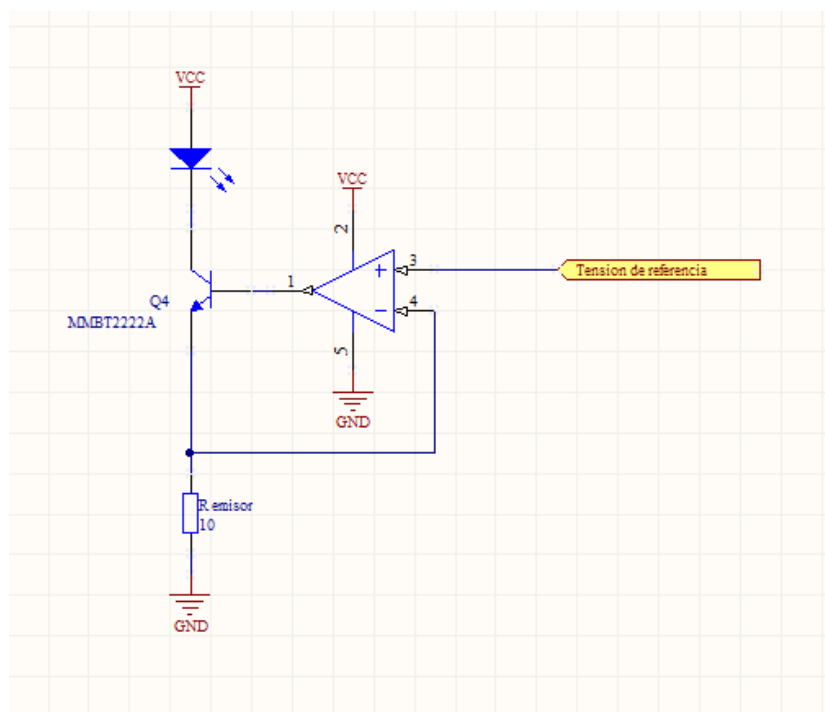 VCC
VCC
2
3
Tension de referencia
1
4
Q4
MMBT2222A
5
GND
R emisor
10
GND